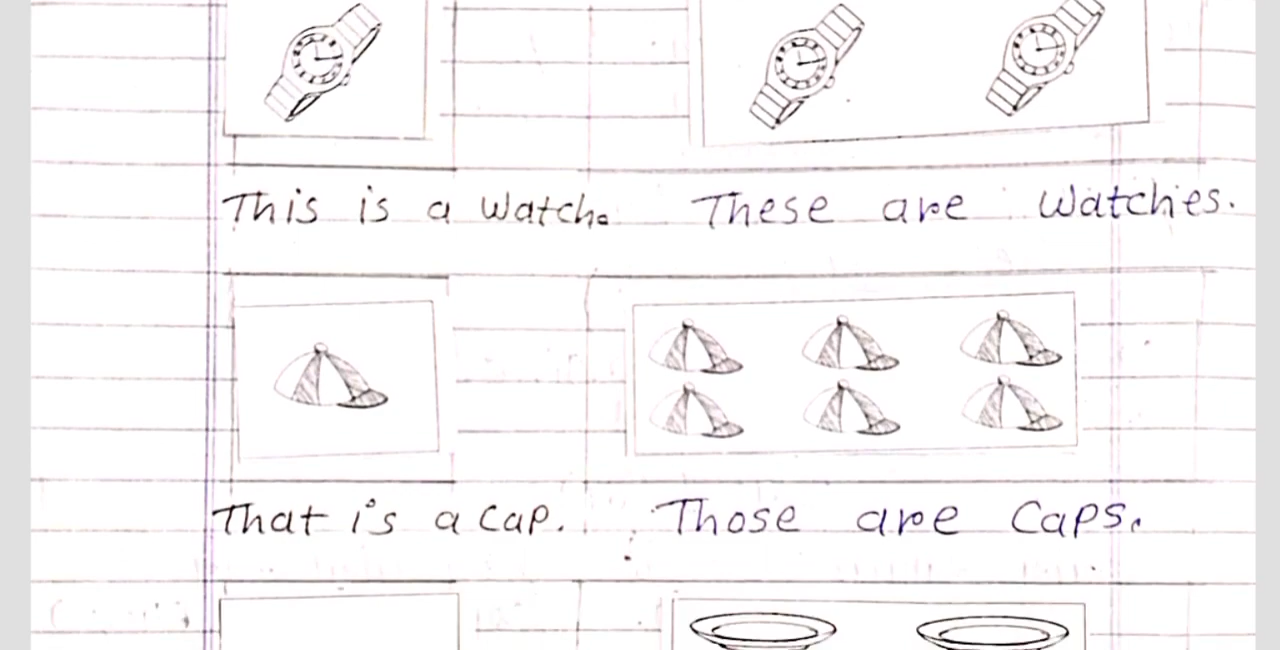 This is a watch. These are watches.
That is a cap. Those are caps.